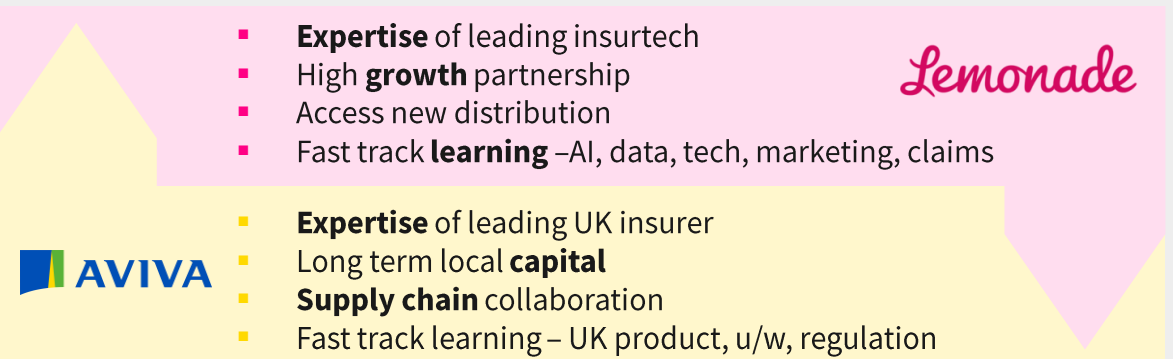 Expertise of leading insurtech
High growth partnership
Access new distribution
Fast track learning –AI, data, tech, marketing, claims
Lemonade
Expertise of leading UK insurer
Long term local capital
Supply chain collaboration
Fast track learning – UK product, u/w, regulation
AVIVA